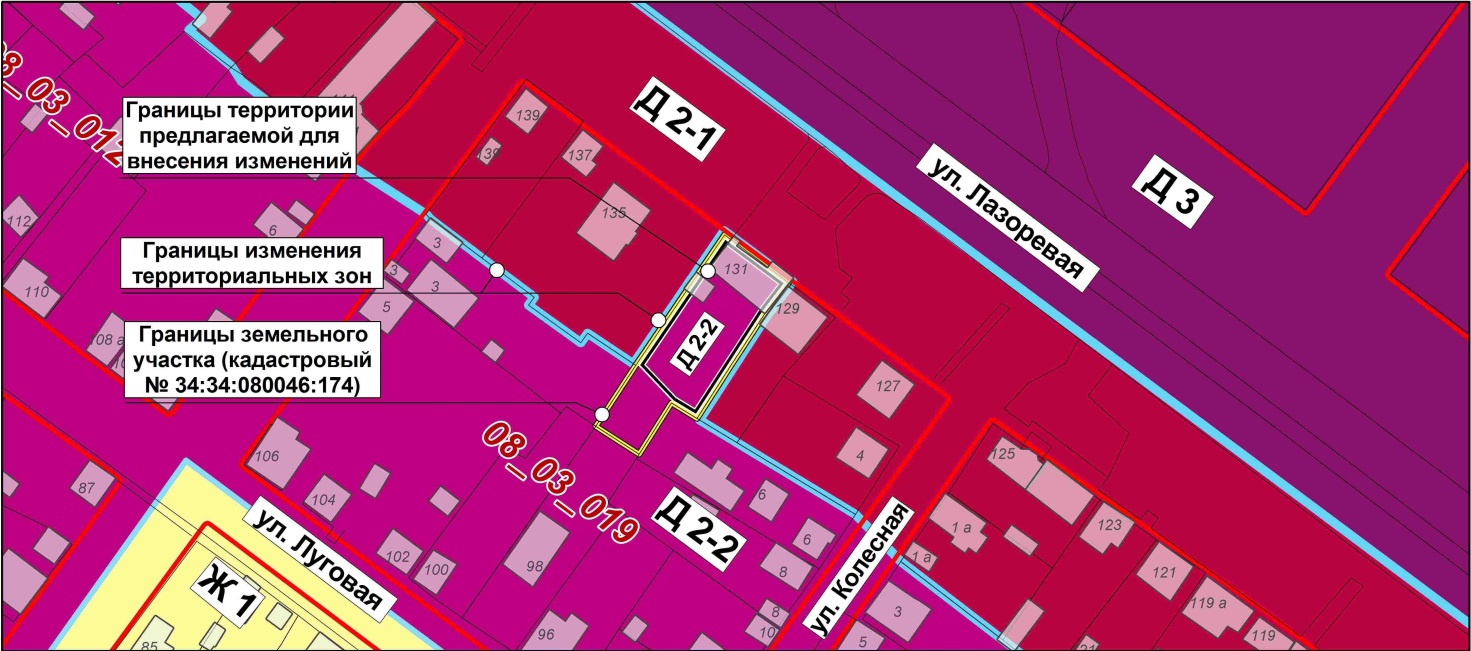 Границы территории
предлагаемой для
внесения изменений
Границы изменения
территориальных зон
Границы земельного
участка (кадастровый
№ 34:34:080046:174)
Д 2-1
ул. Лазоревая
Д 3
139
139
137
135
131
129
127
4
125
123
121
119 а
119
1 а
1 а
112
110
6
3
3
3
5
Д 2-2
08_03_019
Д 2-2
ул. Колесная
ул. Луговая
Ж 1
106
104
102
100
98
96
87
85
6
6
8
8
10
3
5